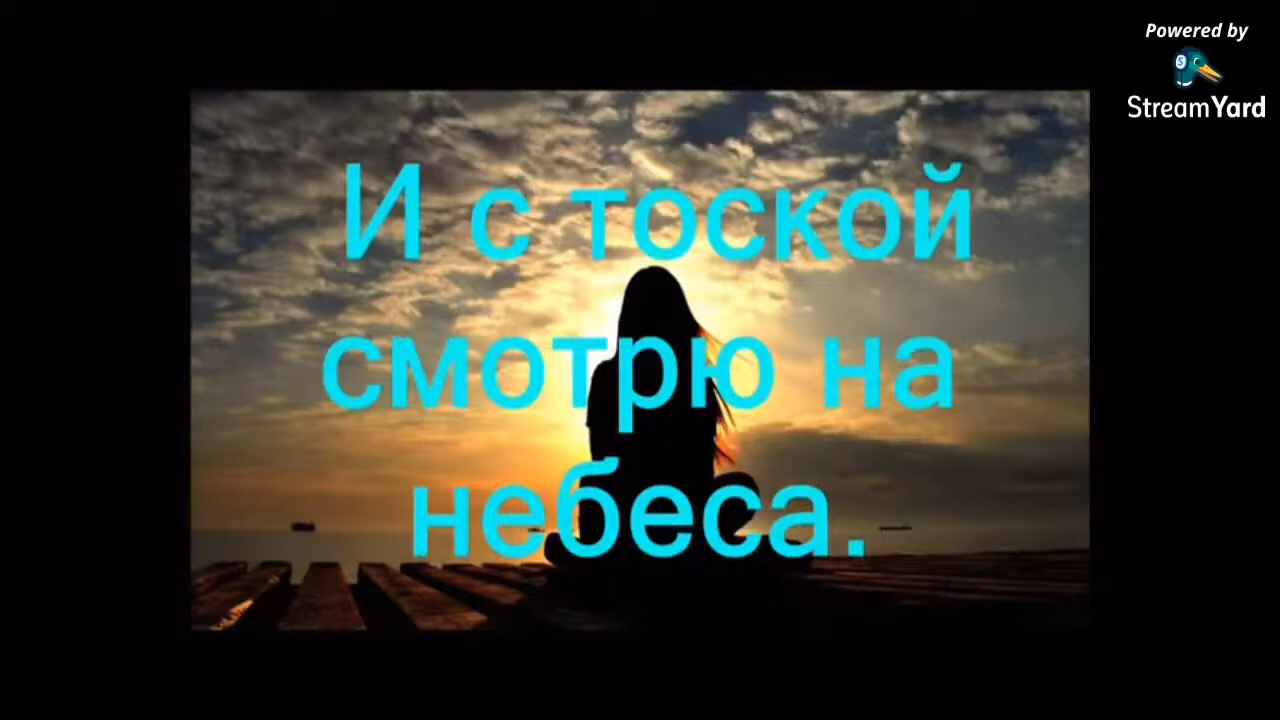 Powered by
StreamYard
И с тоской
смотрю на
небеса.